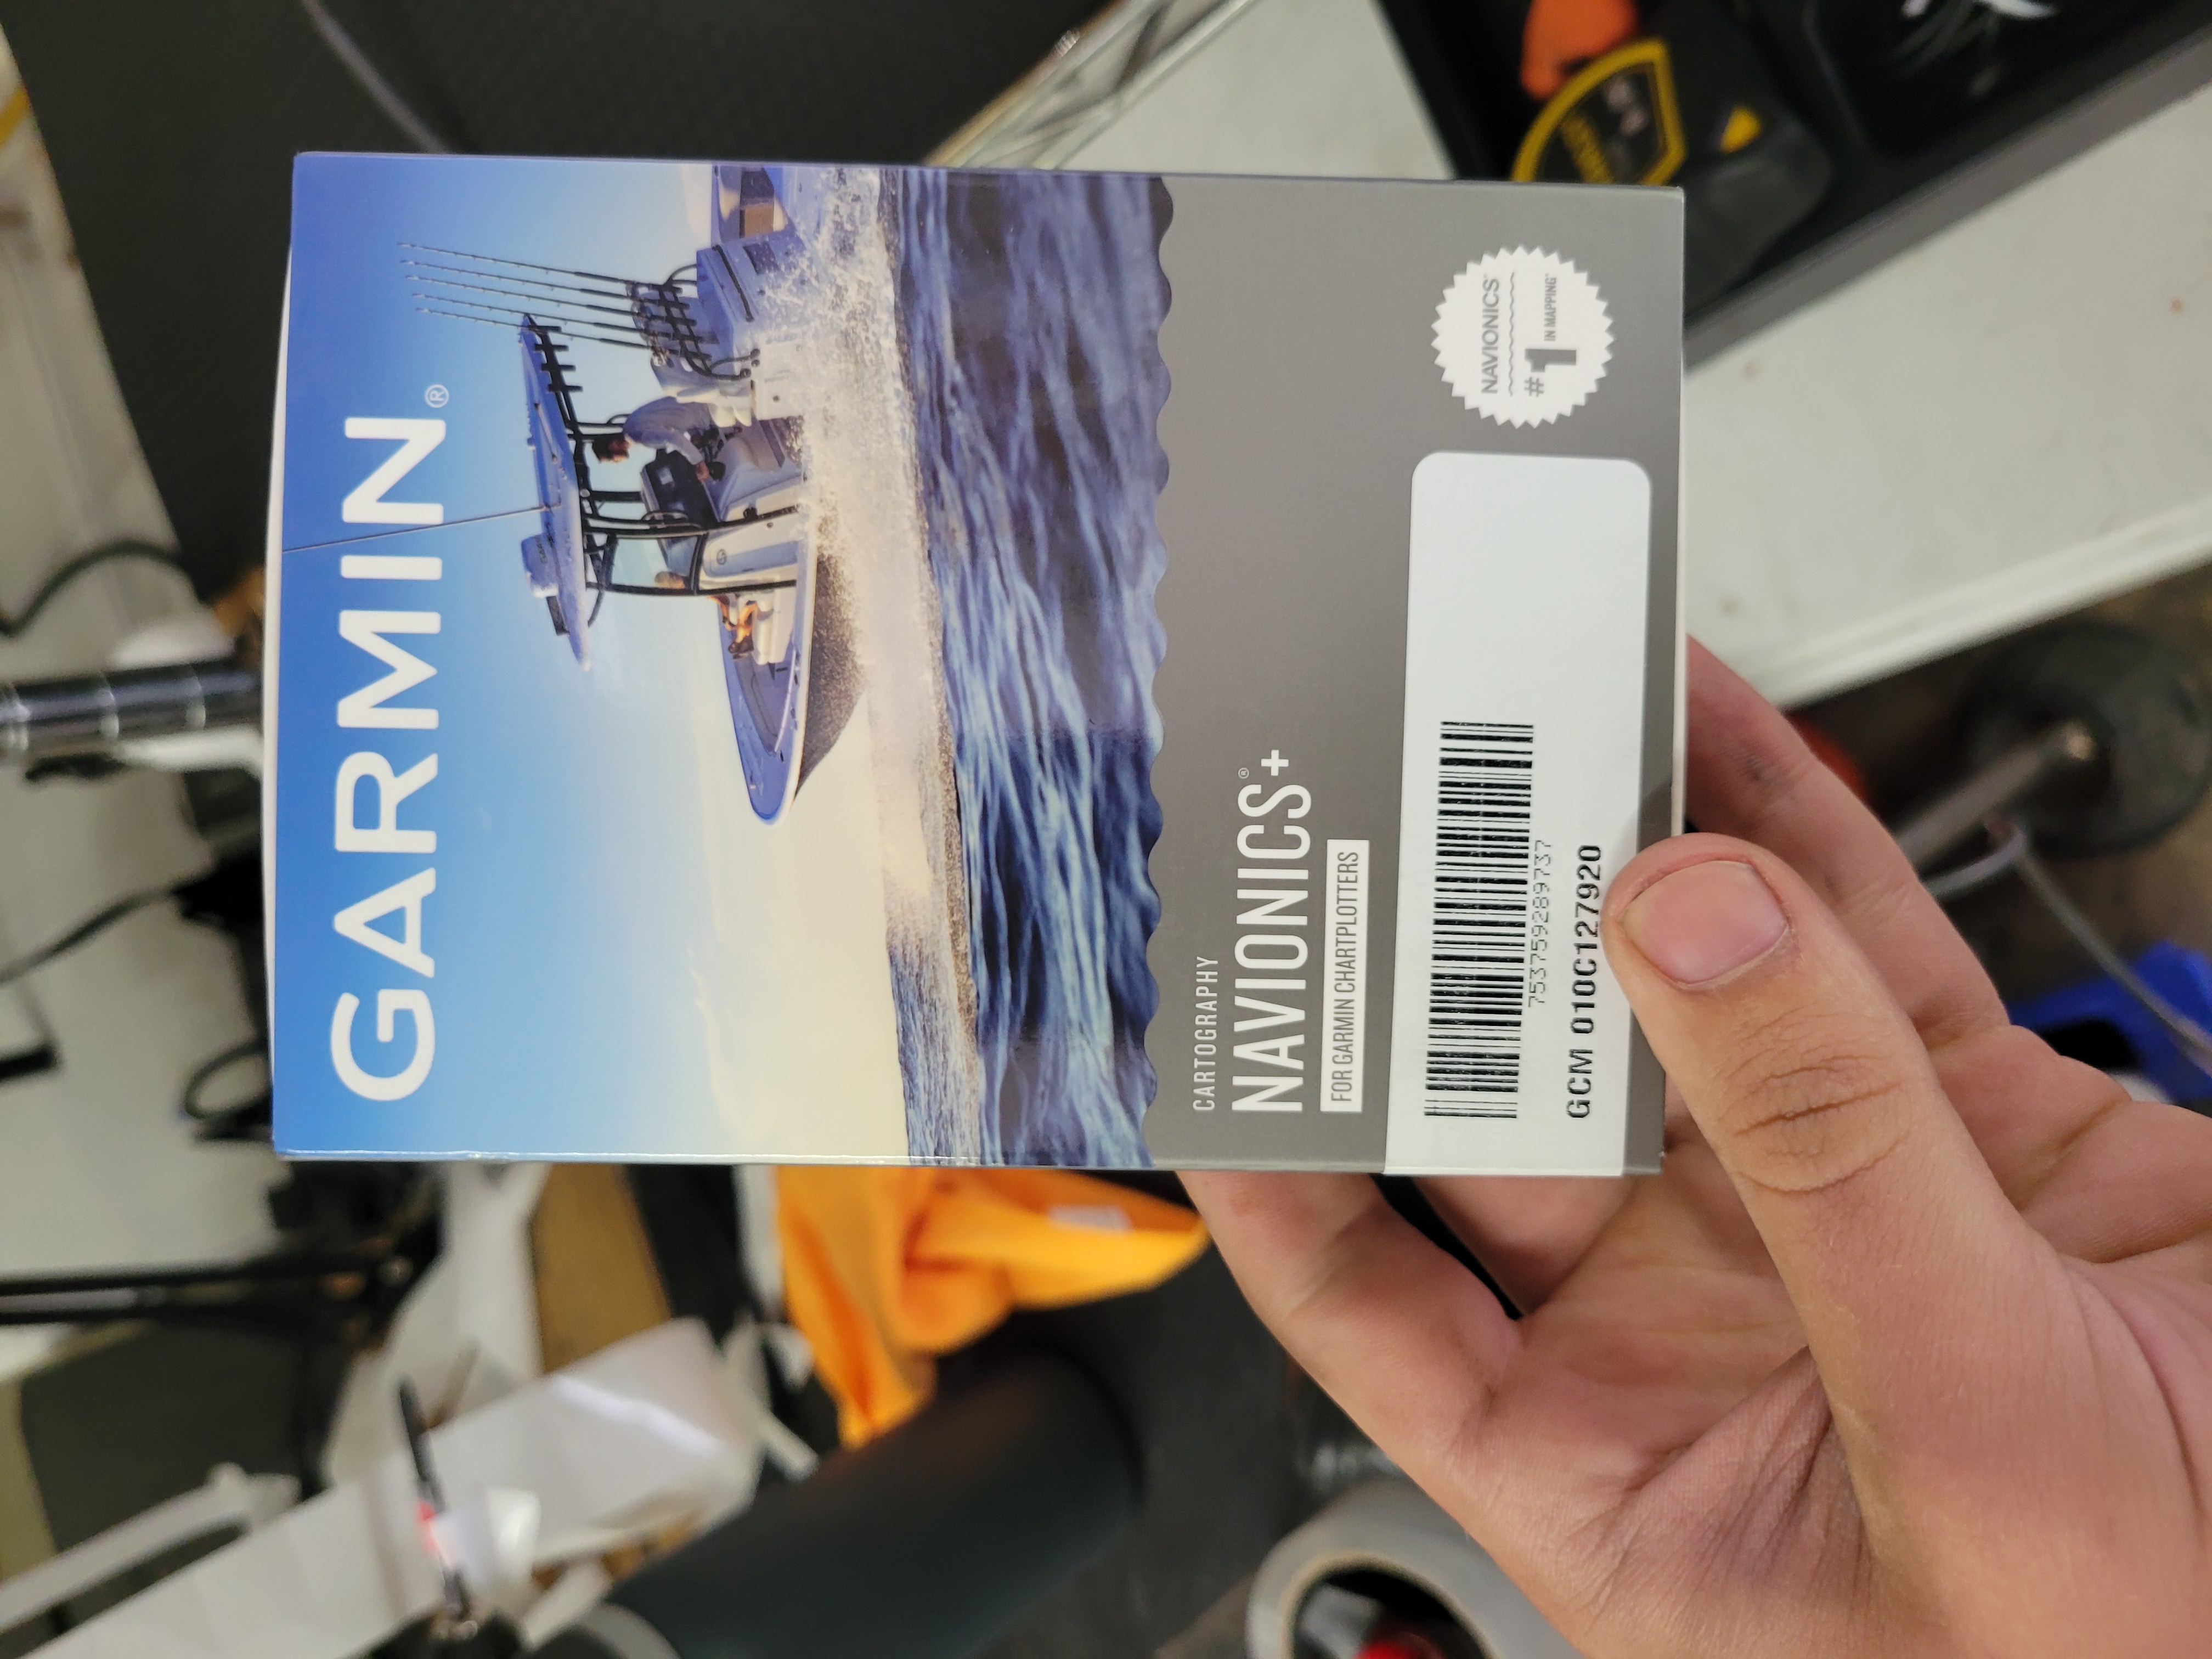 GARMIN®
CARTOGRAPHY
NAVIONICS®+
FOR GARMIN CHARTPLOTTERS
NAVIONICS®
#1 IN MAPPING
753759289737
GCM 010C127920